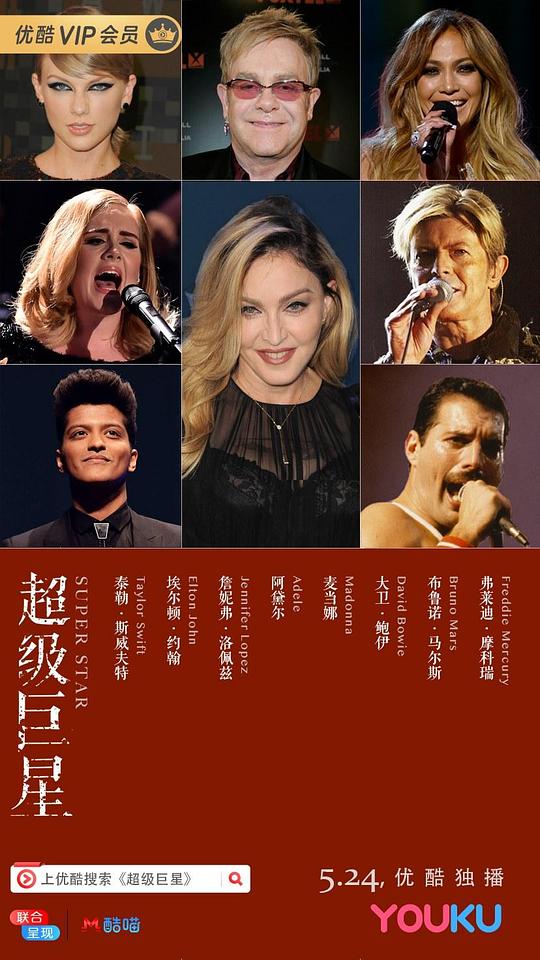 优酷VIP会员
超级巨星
SUPER STAR
泰勒·斯威夫特
Taylor Swift
埃尔顿·约翰
Elton John
詹妮弗·洛佩兹
Jennifer Lopez
阿黛尔
Adele
麦当娜
Madonna
大卫·鲍伊
David Bowie
布鲁诺·马尔斯
Bruno Mars
弗莱迪·摩科瑞
Freddie Mercury
上优酷搜索《超级巨星》
5.24,优酷独播
联合
呈现
酷喵
YOUKU